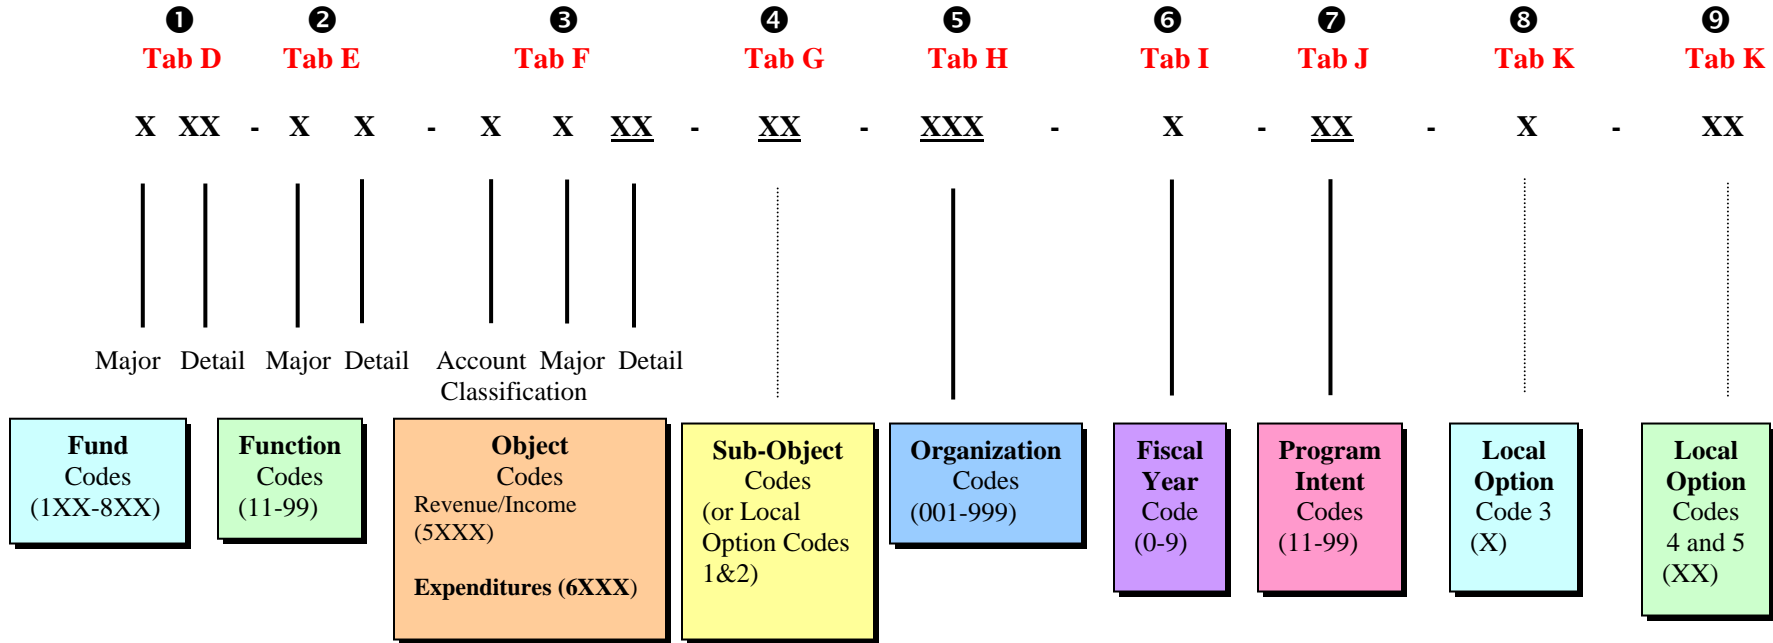 ❶ ❷ ❸ ❹ ❺ ❻ ❼ ❽ ❾
Tab D Tab E Tab F Tab G Tab H Tab I Tab J Tab K Tab K
X XX - X X - X X XX - XX - XXX - X - XX - X - XX
Major Detail Major Detail Account Major Detail
Classification
Fund
Codes
(1XX-8XX)
Function
Codes
(11-99)
Object
Codes
Revenue/Income
(5XXX)
Expenditures (6XXX)
Sub-Object
Codes
(or Local
Option Codes
1&2)
Organization
Codes
(001-999)
Fiscal
Year
Code
(0-9)
Program
Intent
Codes
(11-99)
Local
Option
Code 3
(X)
Local
Option
Codes
4 and 5
(XX)